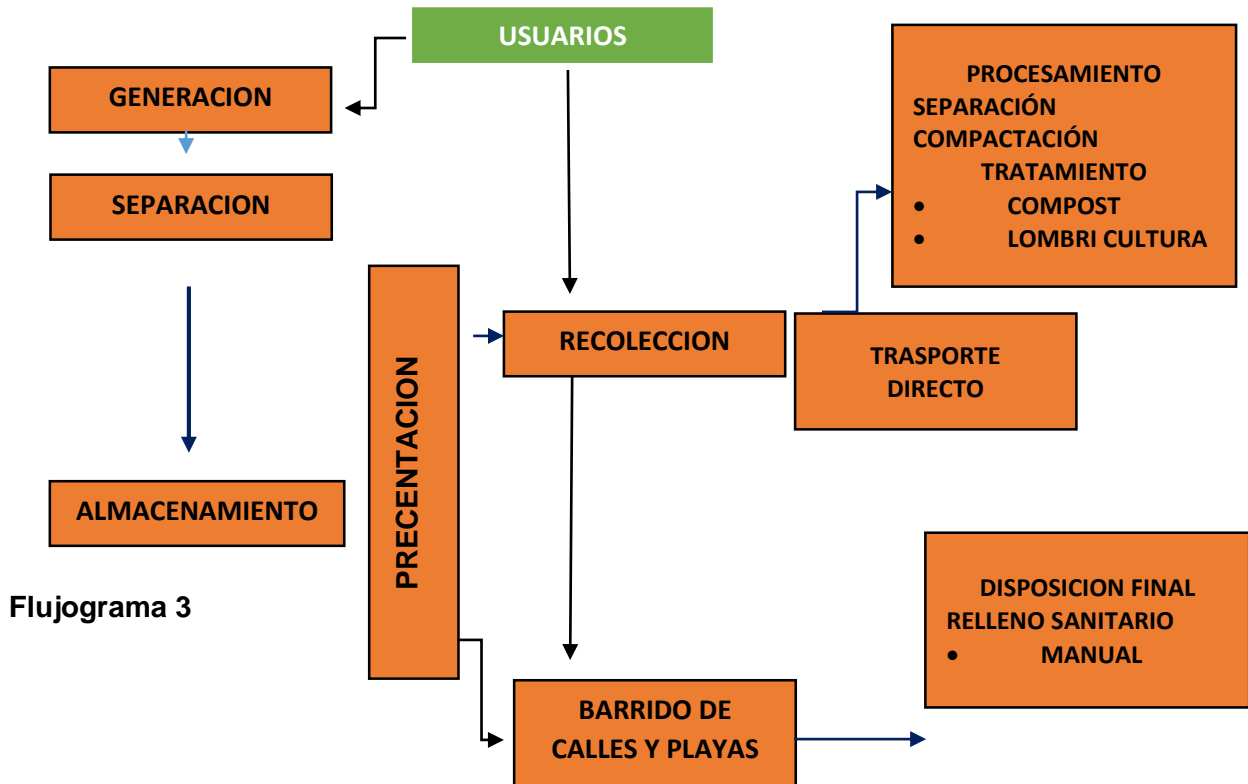 USUARIOS
GENERACION
SEPARACION
ALMACENAMIENTO
Flujograma 3
PRECENTACION
RECOLECCION
TRASPORTE
DIRECTO
PROCESAMIENTO
SEPARACIÓN
COMPACTACIÓN
TRATAMIENTO
• COMPOST
• LOMBRI CULTURA
BARRIDO DE
CALLES Y PLAYAS
DISPOSICION FINAL
RELLENO SANITARIO
• MANUAL